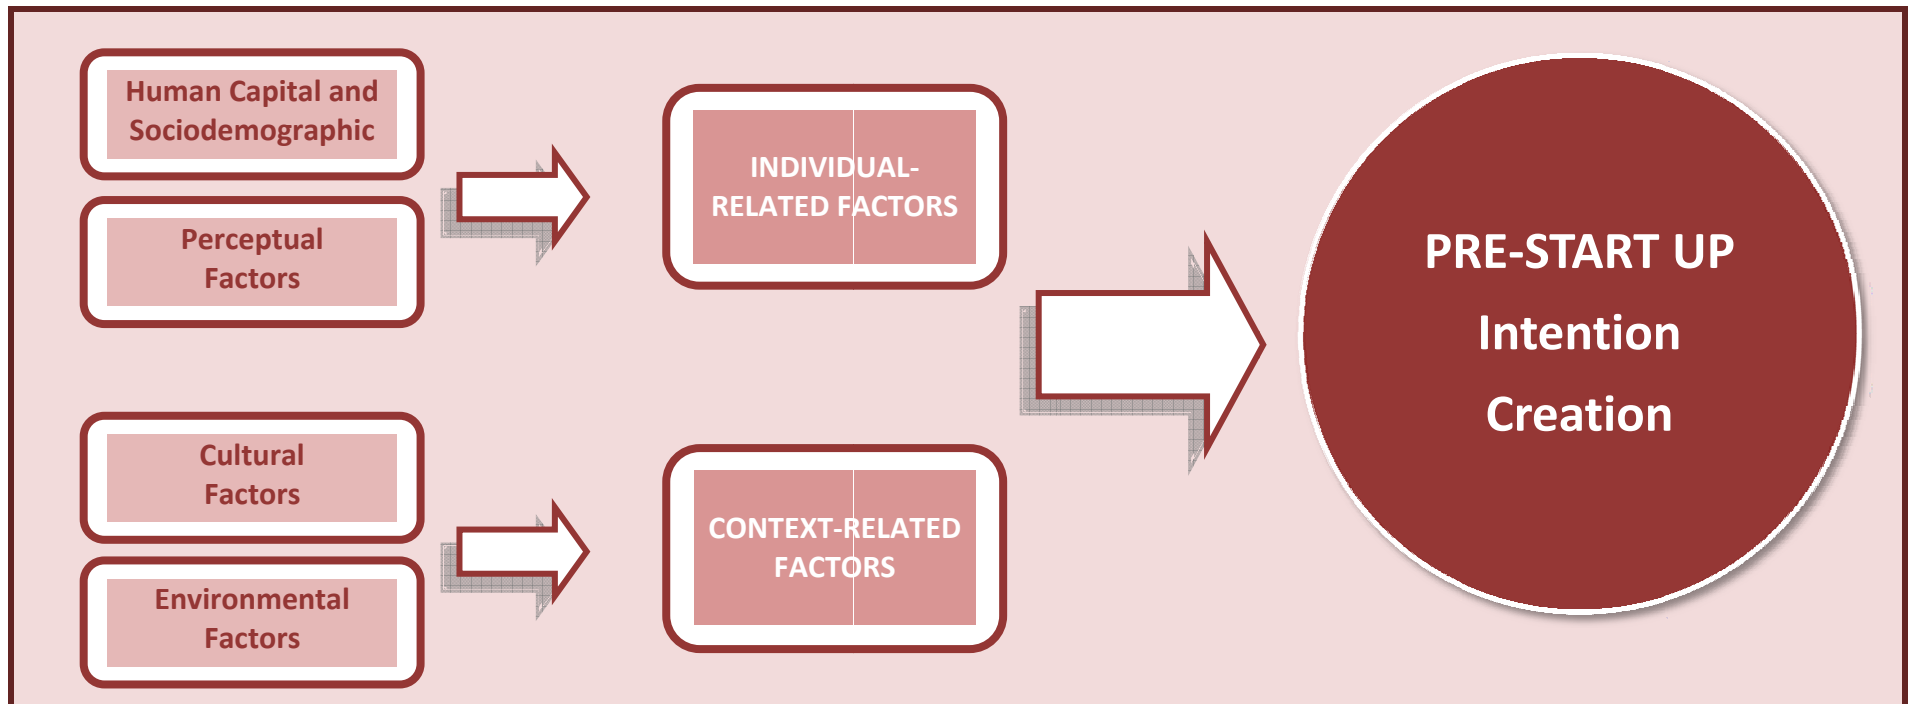 Human Capital and
Sociodemographic
Perceptual
Factors
INDIVIDUAL-
RELATED FACTORS
Cultural
Factors
Environmental
Factors
CONTEXT-RELATED
FACTORS
PRE-START UP
Intention
Creation